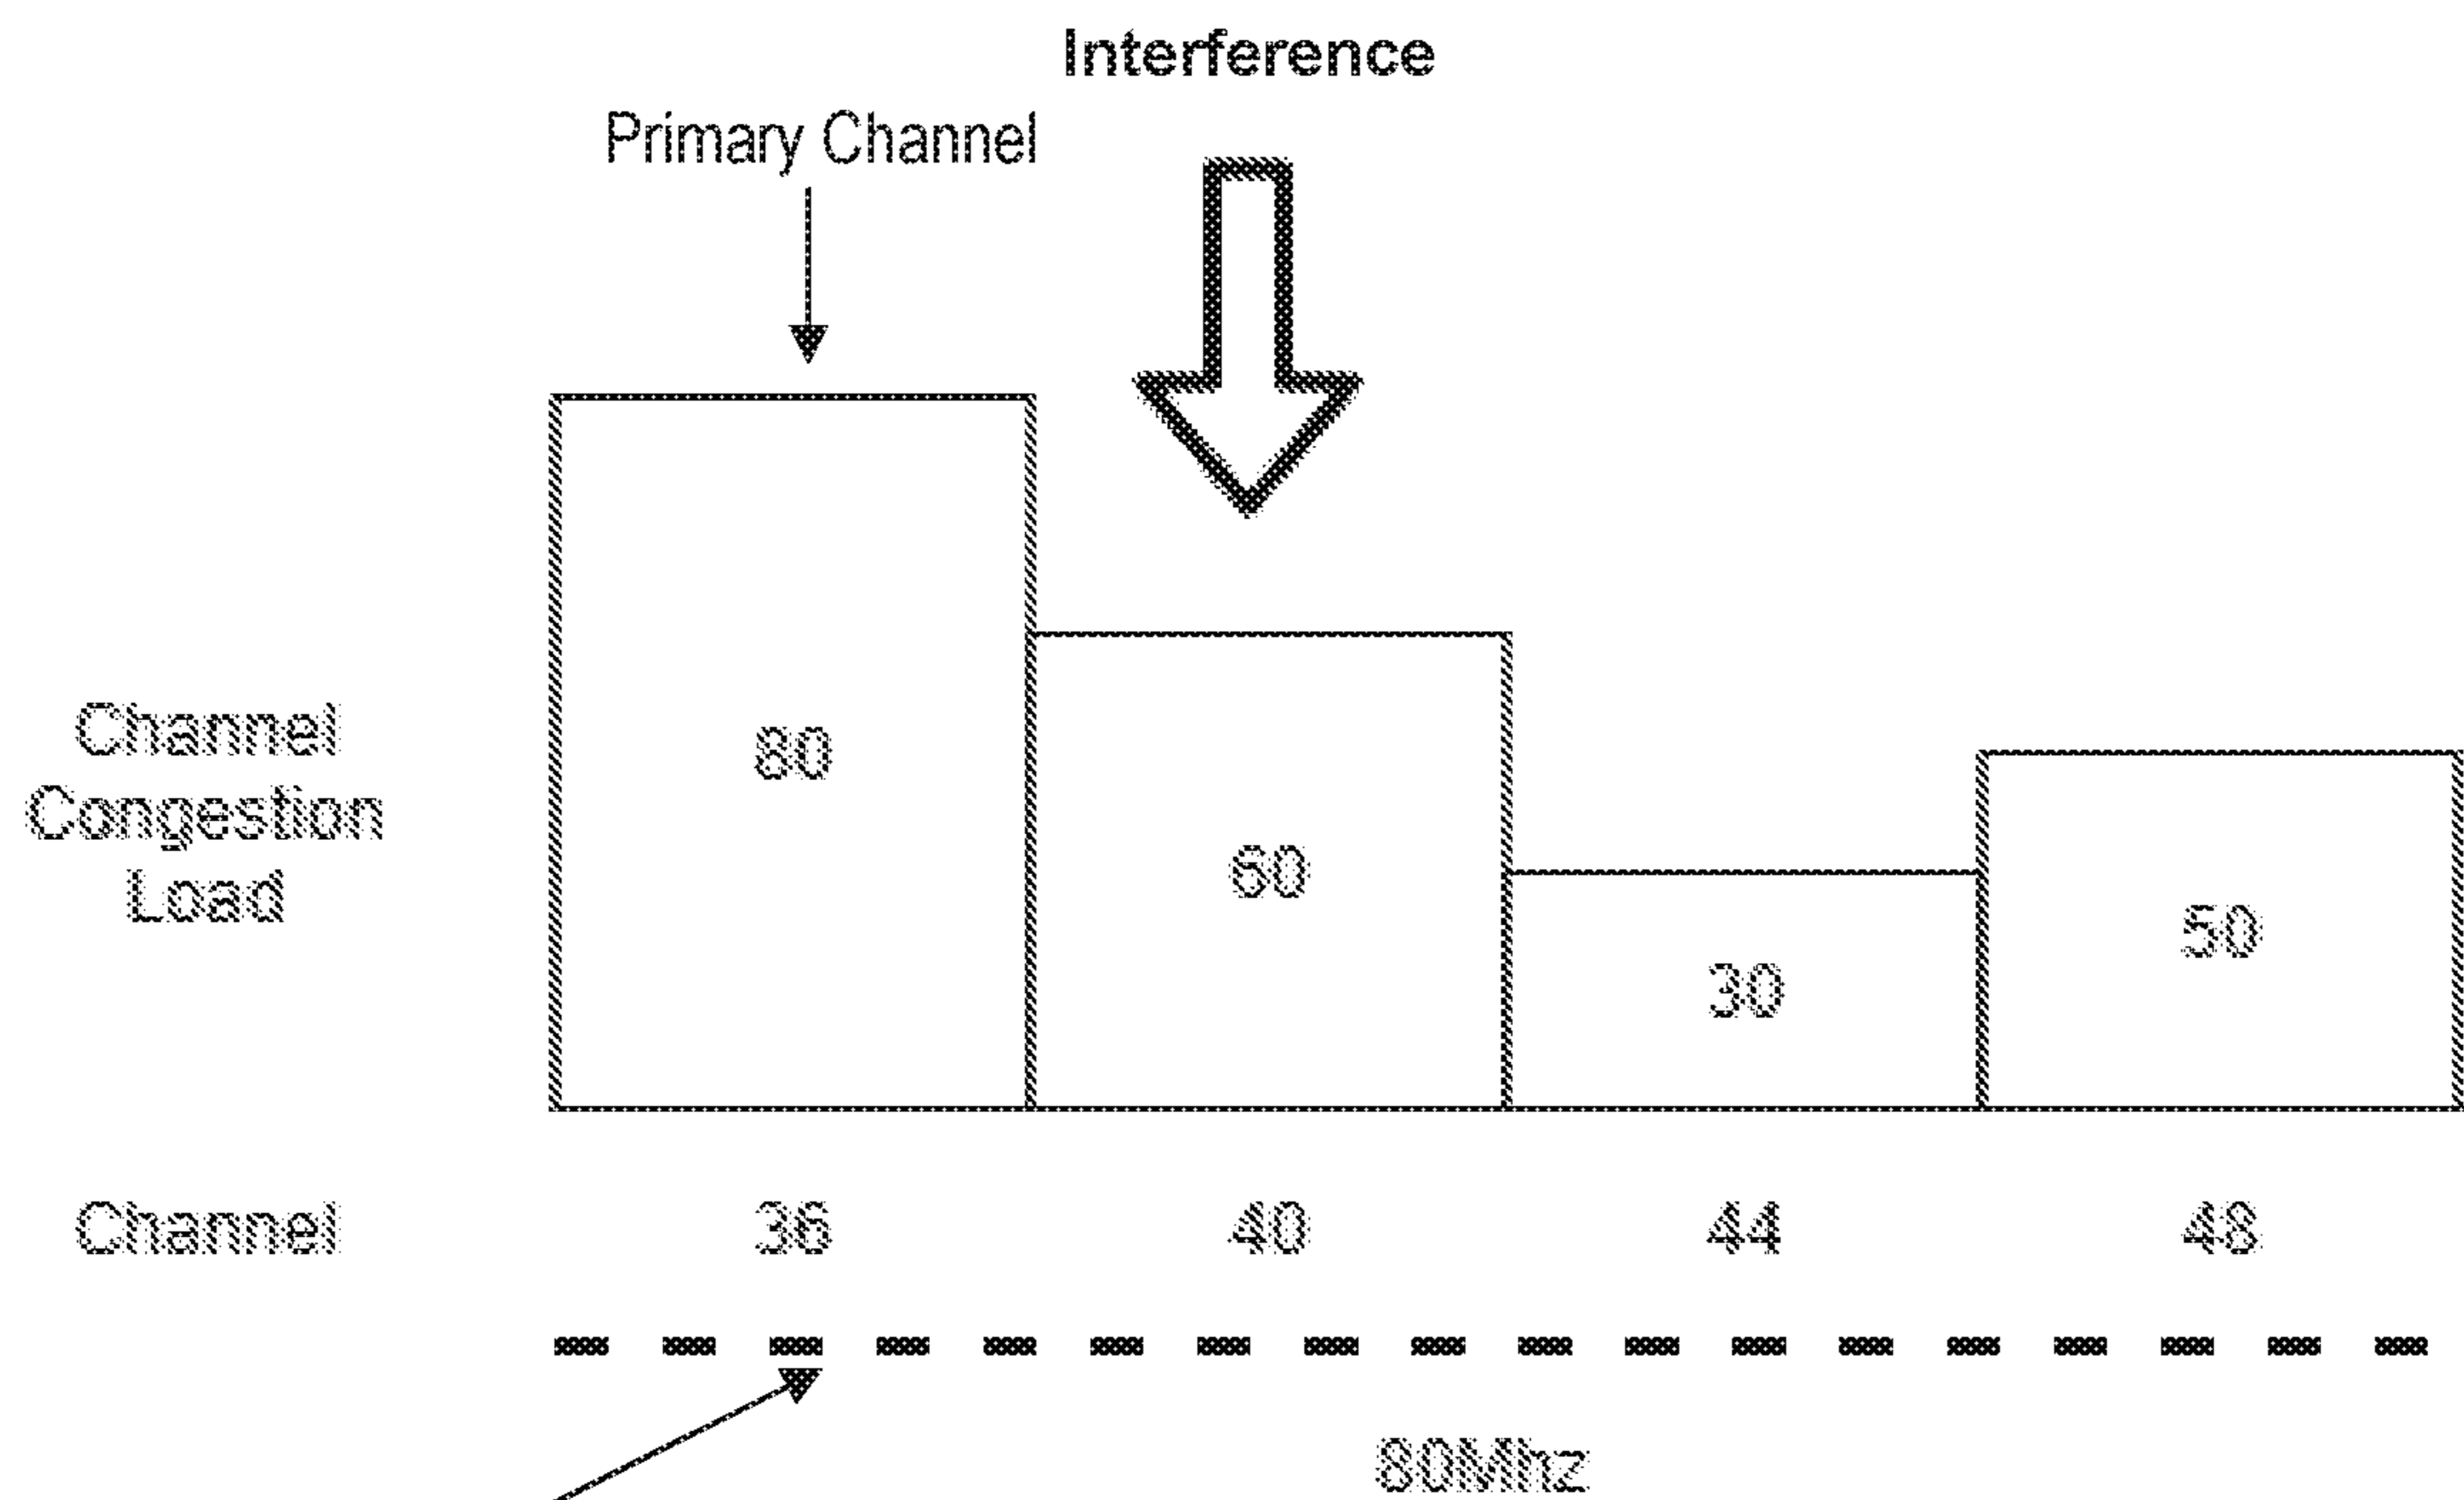 Interference
Primary Channel
Channel
Congestion
Load
80
60
30
50
Channel 36 40 44 48
80Mhz